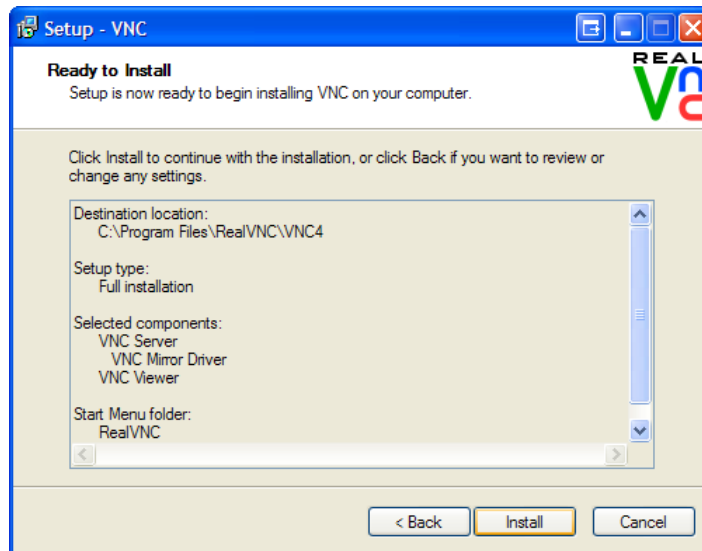 Setup - VNC
Ready to Install
Setup is now ready to begin installing VNC on your computer.
REAL
VNC
Click Install to continue with the installation, or click Back if you want to review or
change any settings.
Destination location:
C:\Program Files\RealVNC\VNC4
Setup type:
Full installation
Selected components:
VNC Server
VNC Mirror Driver
VNC Viewer
Start Menu folder:
RealVNC
< Back
Install
Cancel